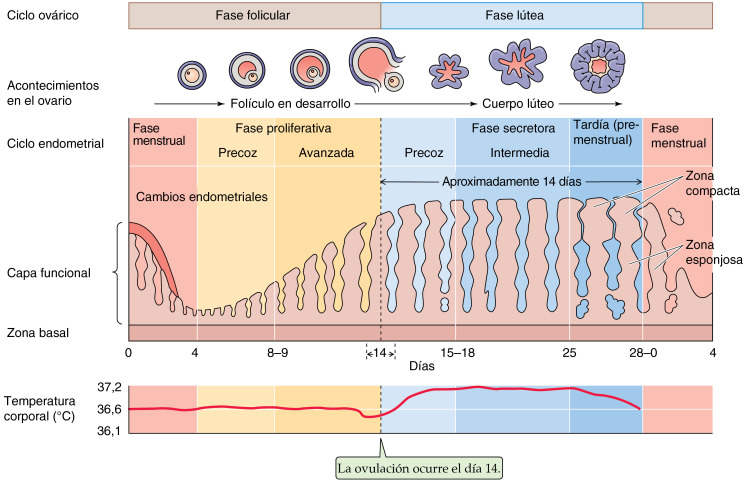 Ciclo ovárico
Fase folicular
Fase lútea
Acontecimientos
en el ovario
Folículo en desarrollo
Cuerpo lúteo
Ciclo endometrial
Fase
menstrual
Fase proliferativa
Precoz
Avanzada
Fase secretora
Precoz
Intermedia
Tardía (pre-
menstrual)
Fase
menstrual
Aproximadamente 14 días
Zona
compacta
Cambios endometriales
Zona
esponjosa
Capa funcional
Zona basal
0
4
8–9
14
15–18
25
28–0
4
Días
Temperatura
corporal (°C)
37,2
36,6
36,1
La ovulación ocurre el día 14.